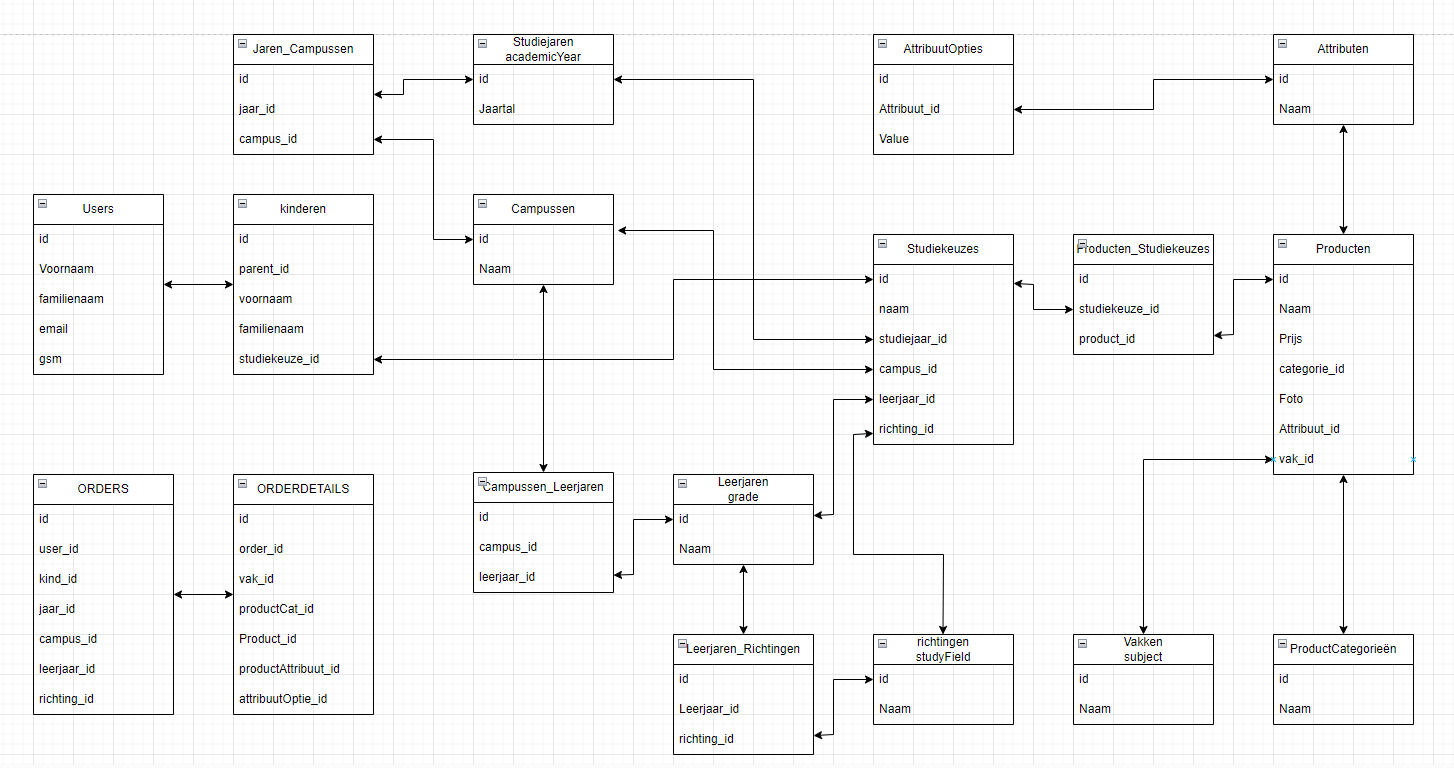 Jaren_Campussen
id
jaar_id
campus_id
Studiejaren
academicYear
id
Jaartal
AttribuutOpties
id
Attribuut_id
Value
Attributen
id
Naam
Users
id
Voornaam
familienaam
email
gsm
kinderen
id
parent_id
voornaam
familienaam
studiekeuze_id
Campussen
id
Naam
Studiekeuzes
id
naam
studiejaar_id
campus_id
leerjaar_id
richting_id
Producten_Studiekeuzes
id
studiekeuze_id
product_id
Producten
id
Naam
Prijs
categorie_id
Foto
Attribuut_id
vak_id
ORDERS
id
user_id
kind_id
jaar_id
campus_id
leerjaar_id
richting_id
ORDERDETAILS
id
order_id
vak_id
productCat_id
Product_id
productAttribuut_id
attribuutOptie_id
Campussen_Leerjaren
id
campus_id
leerjaar_id
Leerjaren
grade
id
Naam
Leerjaren_Richtingen
id
Leerjaar_id
richting_id
richtingen
studyField
id
Naam
Vakken
subject
id
Naam
ProductCategorieën
id
Naam